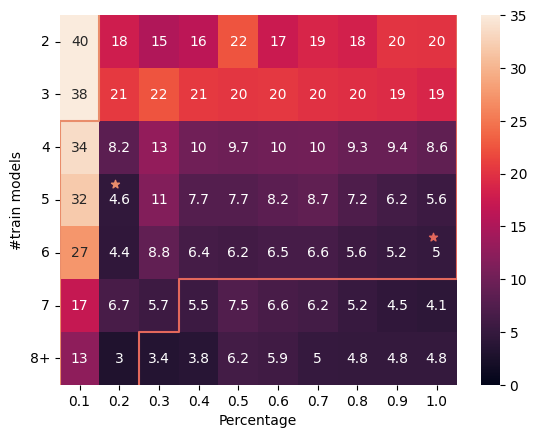 35
2 40 18 15 16 22 17 19 18 20 20
30
3 38 21 22 21 20 20 20 20 19 19
25
4 34 8.2 13 10 9.7 10 10 9.3 9.4 8.6
20
#train models
5 32 4.6 11 7.7 7.7 8.2 8.7 7.2 6.2 5.6
15
6 27 4.4 8.8 6.4 6.2 6.5 6.6 5.6 5.2 5
10
7 17 6.7 5.7 5.5 7.5 6.6 6.2 5.2 4.5 4.1
5
8+ 13 3 3.4 3.8 6.2 5.9 5 4.8 4.8 4.8
0
0.1 0.2 0.3 0.4 0.5 0.6 0.7 0.8 0.9 1.0
Percentage